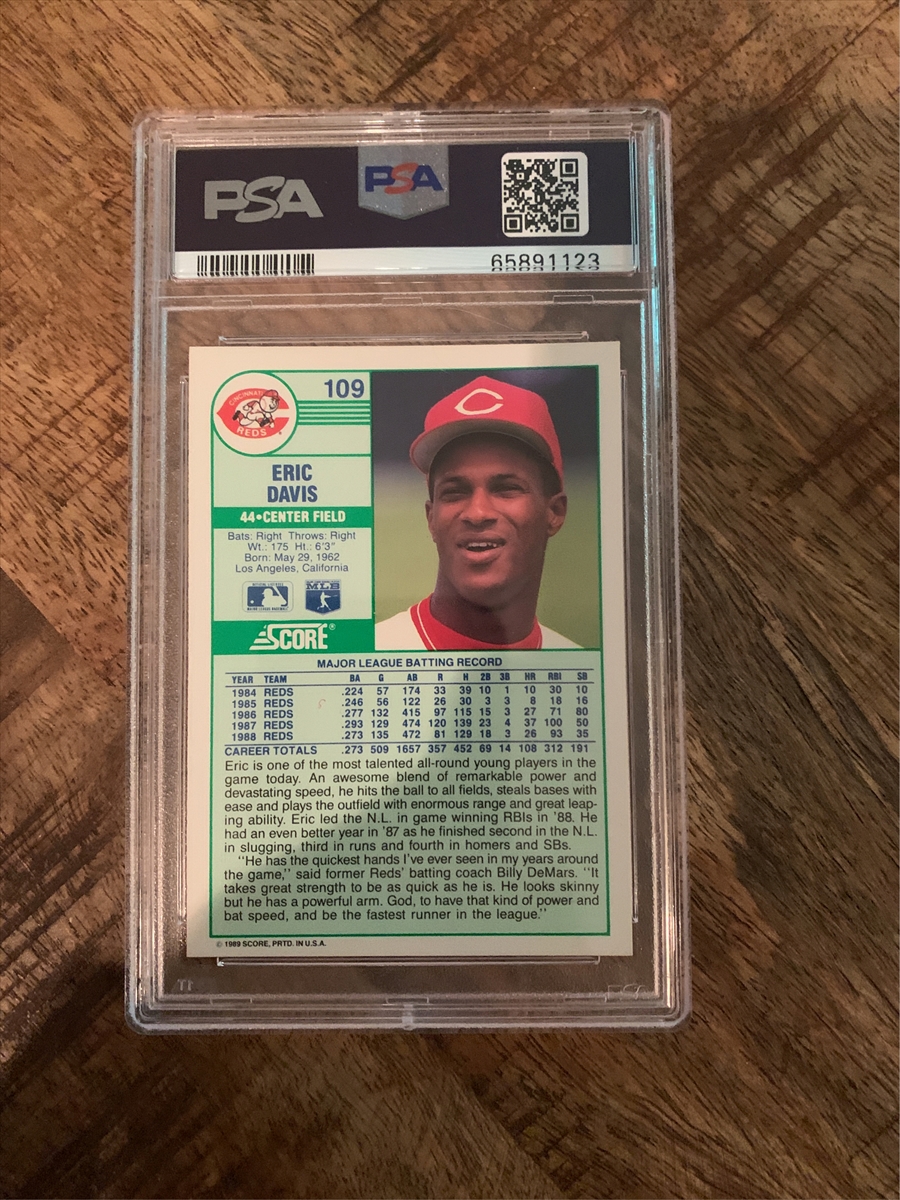 PSA
PSA
65891123
CINCINNATI
REDS
109
ERIC
DAVIS
44•CENTER FIELD
Bats: Right Throws: Right
Wt.: 175 Ht.: 6'3"
Born: May 29, 1962
Los Angeles, California
MLB
SCORE®
MAJOR LEAGUE BATTING RECORD
YEAR TEAM BA G AB R H 2B 3B HR RBI SB
1984 REDS .224 57 174 33 39 10 1 10 30 10
1985 REDS .246 56 122 26 30 3 3 8 18 16
1986 REDS .277 132 415 97 115 15 3 27 71 80
1987 REDS .293 129 474 120 139 23 4 37 100 50
1988 REDS .273 135 472 81 129 18 3 26 93 35
CAREER TOTALS .273 509 1657 357 452 69 14 108 312 191
Eric is one of the most talented all-round young players in the
game today. An awesome blend of remarkable power and
devastating speed, he hits the ball to all fields, steals bases with
ease and plays the outfield with enormous range and great leap-
ing ability. Eric led the N.L. in game winning RBIs in '88. He
had an even better year in '87 as he finished second in the N.L.
in slugging, third in runs and fourth in homers and SBs.
"He has the quickest hands I've ever seen in my years around
the game," said former Reds' batting coach Billy DeMars. "It
takes great strength to be as quick as he is. He looks skinny
but he has a powerful arm. God, to have that kind of power and
bat speed, and be the fastest runner in the league."
© 1989 SCORE, PRTD. IN U.S.A.
PSA